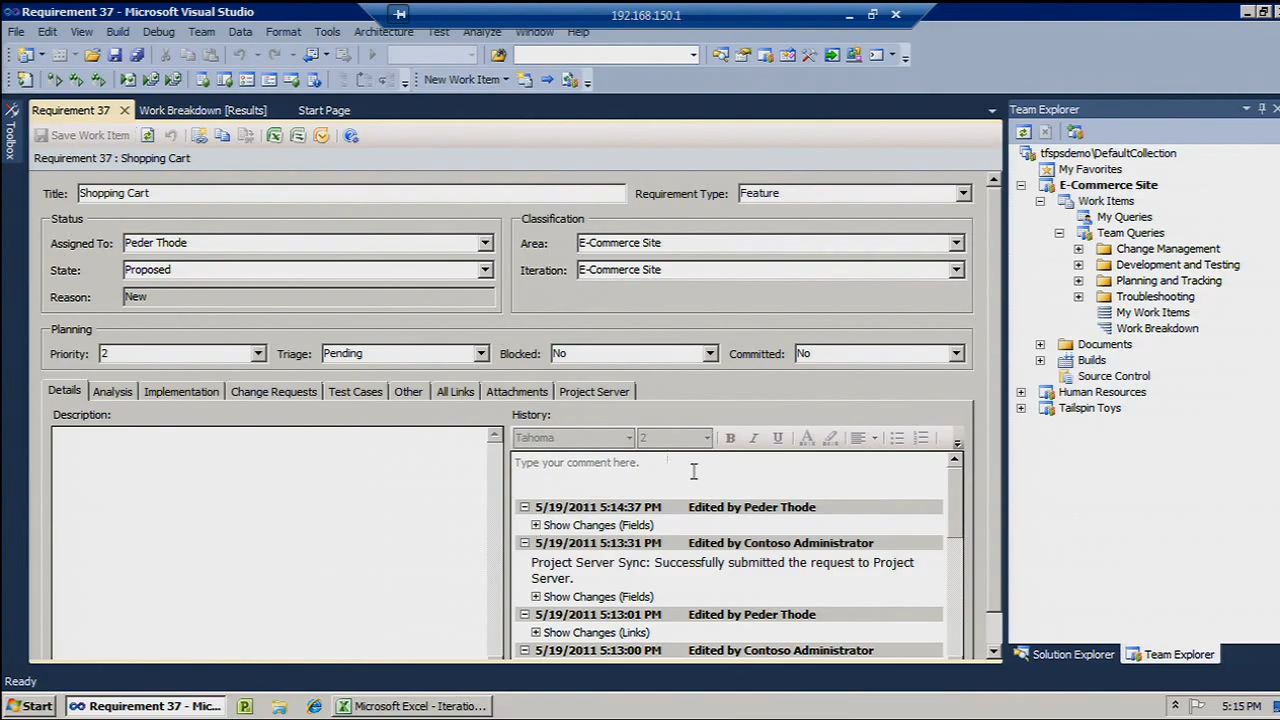 Requirement 37 - Microsoft Visual Studio
192.168.150.1
File Edit View Build Debug Team Data Format Tools Architecture Test Analyze Window Help
New Work Item
Requirement 37 Work Breakdown [Results] Start Page
Toolbox
Save Work Item
Requirement 37 : Shopping Cart
Title: Shopping Cart Requirement Type: Feature
Status Classification
Assigned To: Peder Thode Area: E-Commerce Site
State: Proposed Iteration: E-Commerce Site
Reason: New
Planning
Priority: 2 Triage: Pending Blocked: No Committed: No
Details Analysis Implementation Change Requests Test Cases Other All Links Attachments Project Server
Description: History:
Tahoma 2 B I U A
Type your comment here.
5/19/2011 5:14:37 PM Edited by Peder Thode
Show Changes (Fields)
5/19/2011 5:13:31 PM Edited by Contoso Administrator
Project Server Sync: Successfully submitted the request to Project
Server.
Show Changes (Fields)
5/19/2011 5:13:01 PM Edited by Peder Thode
Show Changes (Links)
5/19/2011 5:13:00 PM Edited by Contoso Administrator
Team Explorer
tfspsdemo\DefaultCollection
My Favorites
E-Commerce Site
Work Items
My Queries
Team Queries
Change Management
Development and Testing
Planning and Tracking
Troubleshooting
My Work Items
Work Breakdown
Documents
Builds
Source Control
Human Resources
Tailspin Toys
Solution Explorer Team Explorer
Ready
Start Requirement 37 - Mic... Microsoft Excel - Iteratio... 5:15 PM